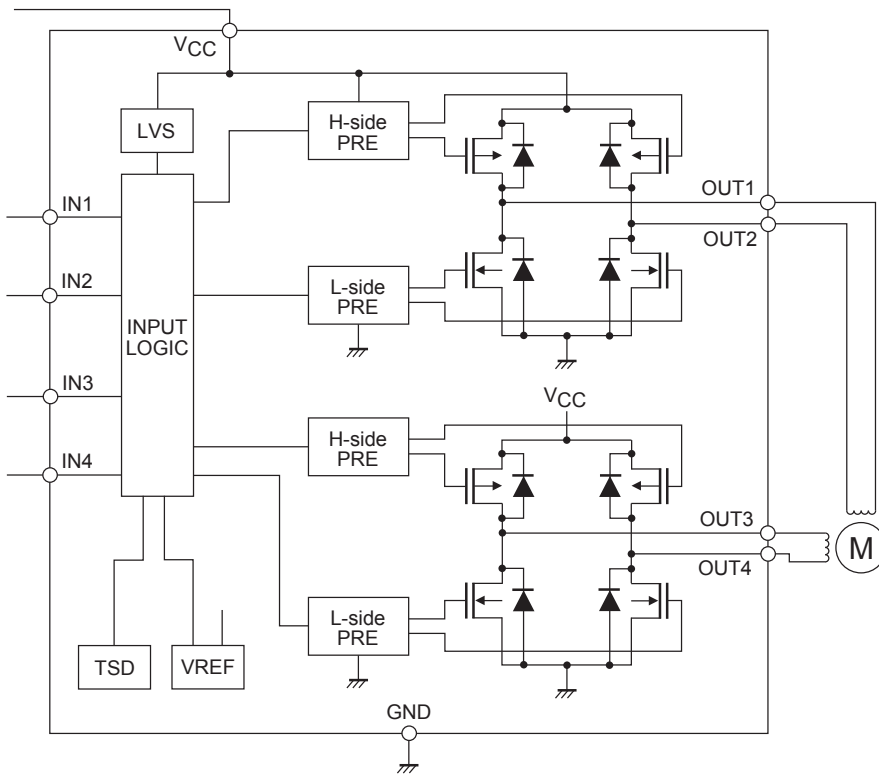 VCC
LVS
H-side
PRE
IN1
OUT1
OUT2
IN2
L-side
PRE
INPUT
LOGIC
IN3
VCC
H-side
PRE
IN4
OUT3
M
OUT4
L-side
PRE
TSD
VREF
GND